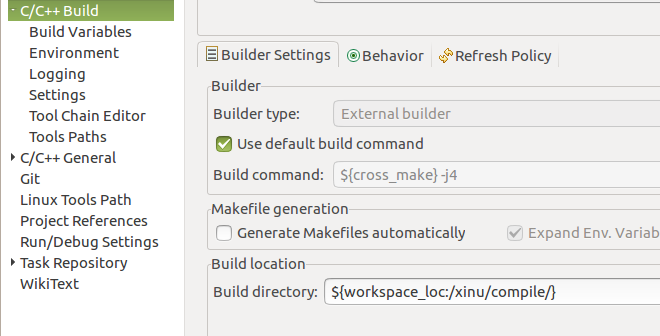 C/C++ Build
Build Variables
Environment
Logging
Settings
Tool Chain Editor
Tools Paths
C/C++ General
Git
Linux Tools Path
Project References
Run/Debug Settings
Task Repository
WikiText
Builder Settings
Behavior
Refresh Policy
Builder
Builder type:
External builder
Use default build command
Build command:
${cross_make} -j4
Makefile generation
Generate Makefiles automatically
Expand Env. Variab
Build location
Build directory:
${workspace_loc:/xinu/compile/}